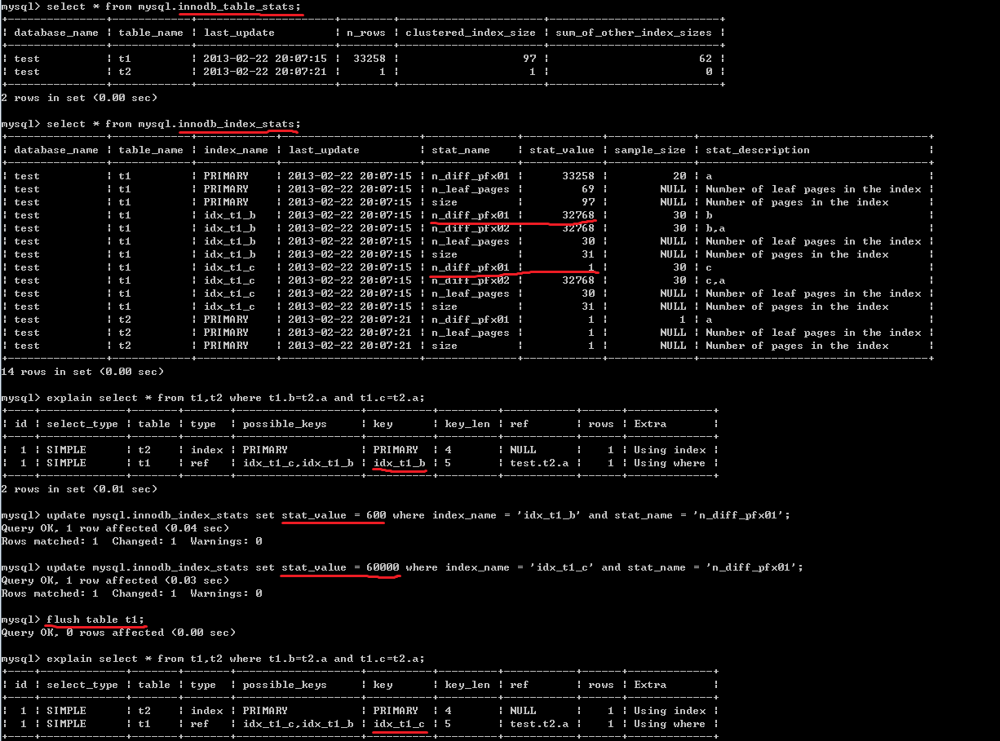 mysql> select * from mysql.innodb_table_stats;
+---------------+------------+---------------------+--------+----------------------+--------------------------+
| database_name | table_name | last_update         | n_rows | clustered_index_size | sum_of_other_index_sizes |
+---------------+------------+---------------------+--------+----------------------+--------------------------+
| test          | t1         | 2013-02-22 20:07:15 |  33258 |                   97 |                       62 |
| test          | t2         | 2013-02-22 20:07:21 |      1 |                    1 |                        0 |
+---------------+------------+---------------------+--------+----------------------+--------------------------+
2 rows in set (0.00 sec)
mysql> select * from mysql.innodb_index_stats;
+---------------+------------+------------+---------------------+--------------+------------+-------------+-----------------------------------+
| database_name | table_name | index_name | last_update         | stat_name    | stat_value | sample_size | stat_description                  |
+---------------+------------+------------+---------------------+--------------+------------+-------------+-----------------------------------+
| test          | t1         | PRIMARY    | 2013-02-22 20:07:15 | n_diff_pfx01 |      33258 |          20 | a                                 |
| test          | t1         | PRIMARY    | 2013-02-22 20:07:15 | n_leaf_pages |         69 |        NULL | Number of leaf pages in the index |
| test          | t1         | PRIMARY    | 2013-02-22 20:07:15 | size         |         97 |        NULL | Number of pages in the index      |
| test          | t1         | idx_t1_b   | 2013-02-22 20:07:15 | n_diff_pfx01 |      32768 |          30 | b                                 |
| test          | t1         | idx_t1_b   | 2013-02-22 20:07:15 | n_diff_pfx02 |      32768 |          30 | b,a                               |
| test          | t1         | idx_t1_b   | 2013-02-22 20:07:15 | n_leaf_pages |         30 |        NULL | Number of leaf pages in the index |
| test          | t1         | idx_t1_b   | 2013-02-22 20:07:15 | size         |         31 |        NULL | Number of pages in the index      |
| test          | t1         | idx_t1_c   | 2013-02-22 20:07:15 | n_diff_pfx01 |          1 |          30 | c                                 |
| test          | t1         | idx_t1_c   | 2013-02-22 20:07:15 | n_diff_pfx02 |      32768 |          30 | c,a                               |
| test          | t1         | idx_t1_c   | 2013-02-22 20:07:15 | n_leaf_pages |         30 |        NULL | Number of leaf pages in the index |
| test          | t1         | idx_t1_c   | 2013-02-22 20:07:15 | size         |         31 |        NULL | Number of pages in the index      |
| test          | t2         | PRIMARY    | 2013-02-22 20:07:21 | n_diff_pfx01 |          1 |           1 | a                                 |
| test          | t2         | PRIMARY    | 2013-02-22 20:07:21 | n_leaf_pages |          1 |        NULL | Number of leaf pages in the index |
| test          | t2         | PRIMARY    | 2013-02-22 20:07:21 | size         |          1 |        NULL | Number of pages in the index      |
+---------------+------------+------------+---------------------+--------------+------------+-------------+-----------------------------------+
14 rows in set (0.00 sec)
mysql> explain select * from t1,t2 where t1.b=t2.a and t1.c=t2.a;
+----+-------------+-------+-------+-------------------+----------+---------+-----------+------+-------------+
| id | select_type | table | type  | possible_keys     | key      | key_len | ref       | rows | Extra       |
+----+-------------+-------+-------+-------------------+----------+---------+-----------+------+-------------+
| 1 | SIMPLE      | t2    | index | PRIMARY           | PRIMARY  | 4       | NULL      |    1 | Using index |
| 1 | SIMPLE      | t1    | ref   | idx_t1_c,idx_t1_b | idx_t1_b | 5       | test.t2.a |    1 | Using where |
+----+-------------+-------+-------+-------------------+----------+---------+-----------+------+-------------+
2 rows in set (0.01 sec)
mysql> update mysql.innodb_index_stats set stat_value = 600 where index_name = 'idx_t1_b' and stat_name = 'n_diff_pfx01';
Query OK, 1 row affected (0.04 sec)
Rows matched: 1  Changed: 1  Warnings: 0
mysql> update mysql.innodb_index_stats set stat_value = 60000 where index_name = 'idx_t1_c' and stat_name = 'n_diff_pfx01';
Query OK, 1 row affected (0.03 sec)
Rows matched: 1  Changed: 1  Warnings: 0
mysql> flush table t1;
Query OK, 0 rows affected (0.00 sec)
mysql> explain select * from t1,t2 where t1.b=t2.a and t1.c=t2.a;
+----+-------------+-------+-------+-------------------+----------+---------+-----------+------+-------------+
| id | select_type | table | type  | possible_keys     | key      | key_len | ref       | rows | Extra       |
+----+-------------+-------+-------+-------------------+----------+---------+-----------+------+-------------+
| 1 | SIMPLE      | t2    | index | PRIMARY           | PRIMARY  | 4       | NULL      |    1 | Using index |
| 1 | SIMPLE      | t1    | ref   | idx_t1_c,idx_t1_b | idx_t1_c | 5       | test.t2.a |    1 | Using where |
+----+-------------+-------+-------+-------------------+----------+---------+-----------+------+-------------+